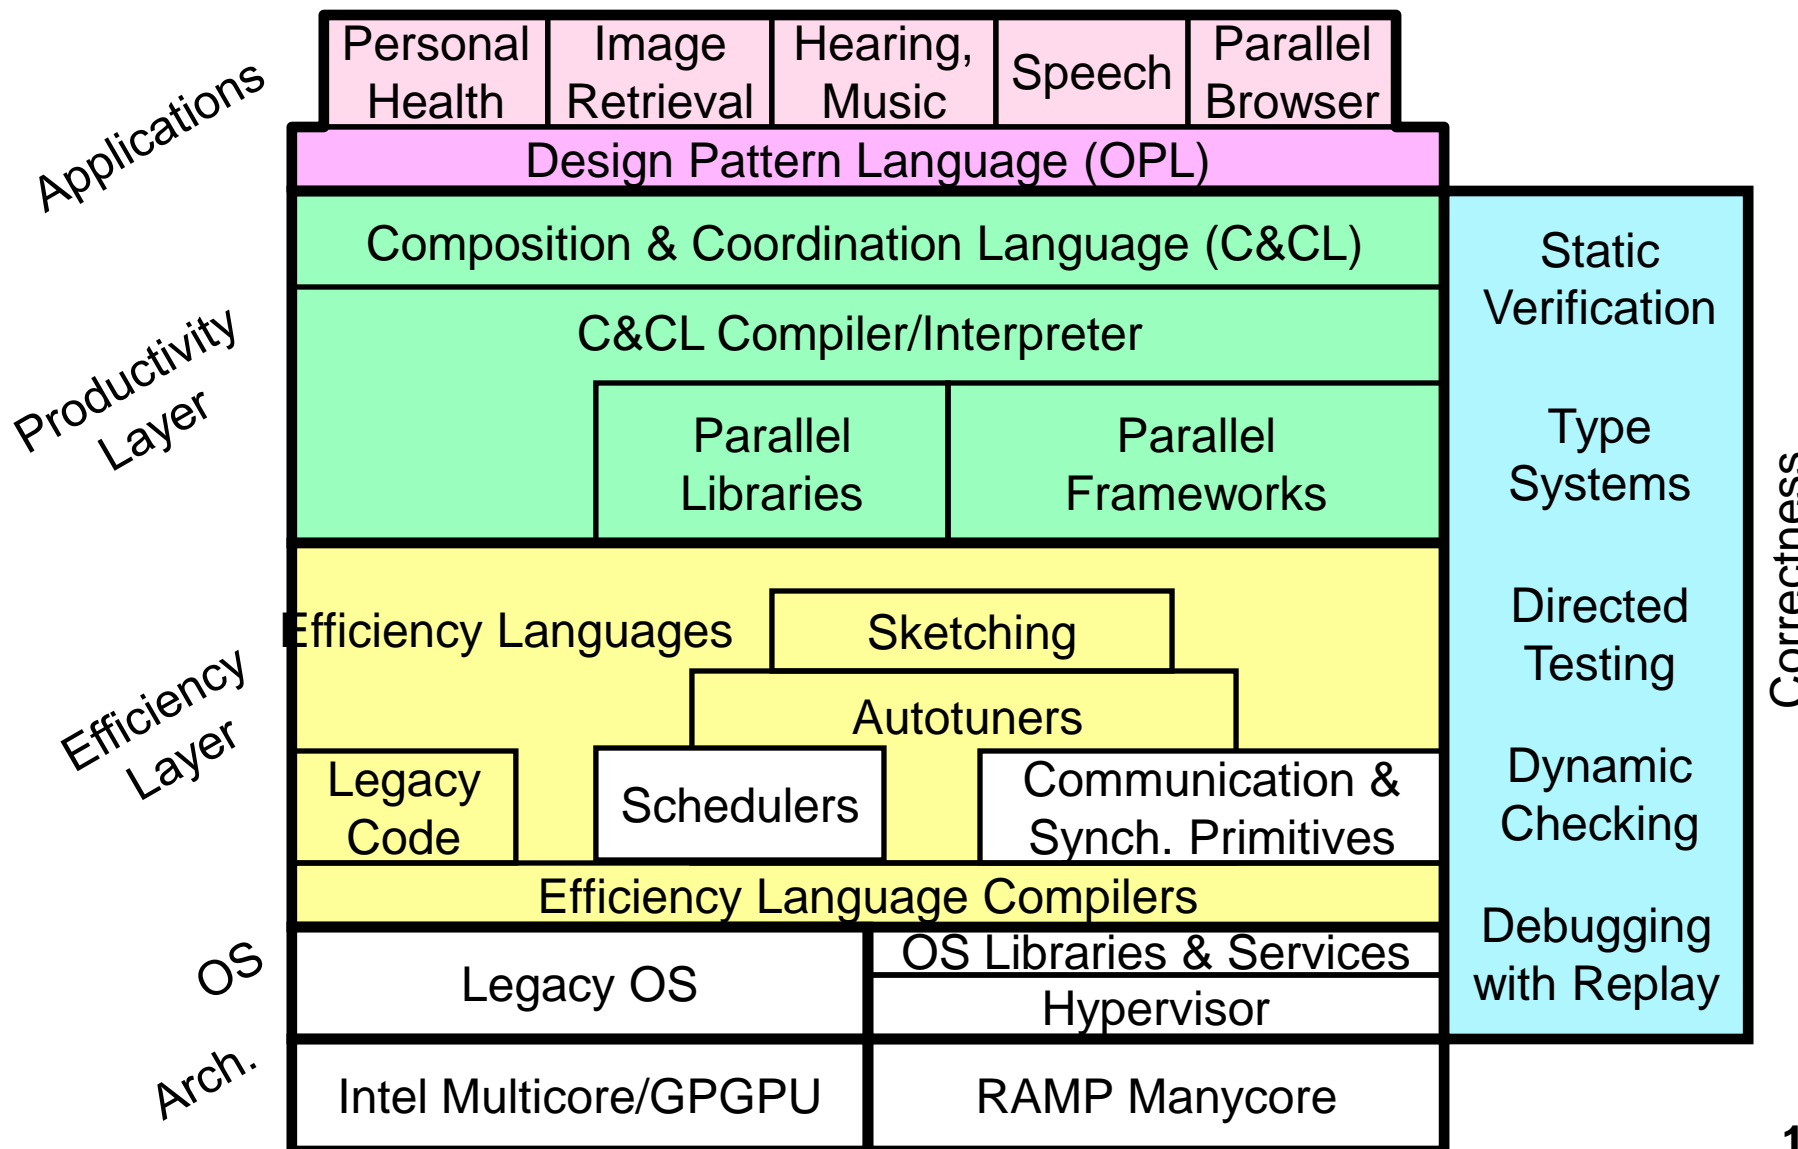 Applications
Personal
Health
Image
Retrieval
Hearing,
Music
Speech
Parallel
Browser
Design Pattern Language (OPL)
Productivity
Layer
Composition & Coordination Language (C&CL)
C&CL Compiler/Interpreter
Parallel
Libraries
Parallel
Frameworks
Efficiency
Layer
Efficiency Languages
Sketching
Autotuners
Legacy
Code
Schedulers
Communication &
Synch. Primitives
Efficiency Language Compilers
OS
Legacy OS
OS Libraries & Services
Hypervisor
Arch.
Intel Multicore/GPGPU
RAMP Manycore
Static
Verification
Type
Systems
Directed
Testing
Dynamic
Checking
Debugging
with Replay
Correctness
1